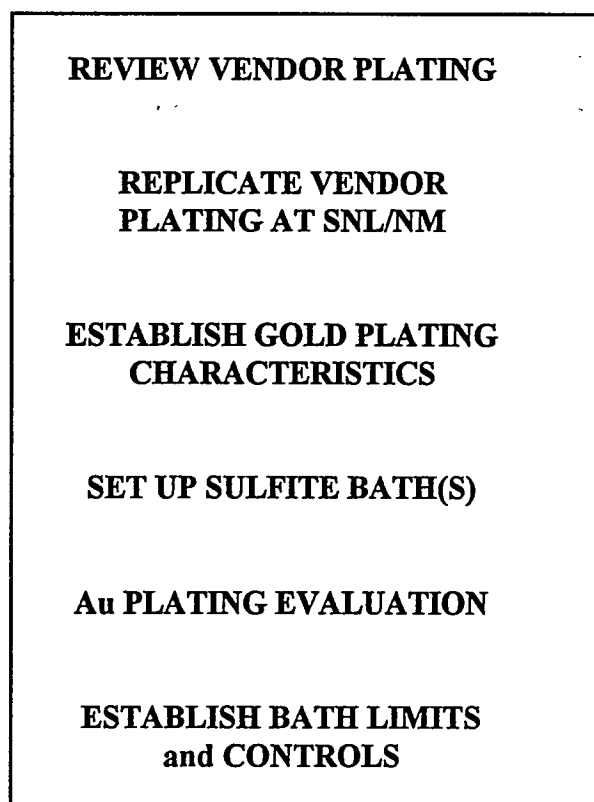 REVIEW VENDOR PLATING
REPLICATE VENDOR
PLATING AT SNL/NM
ESTABLISH GOLD PLATING
CHARACTERISTICS
SET UP SULFITE BATH(S)
Au PLATING EVALUATION
ESTABLISH BATH LIMITS
and CONTROLS